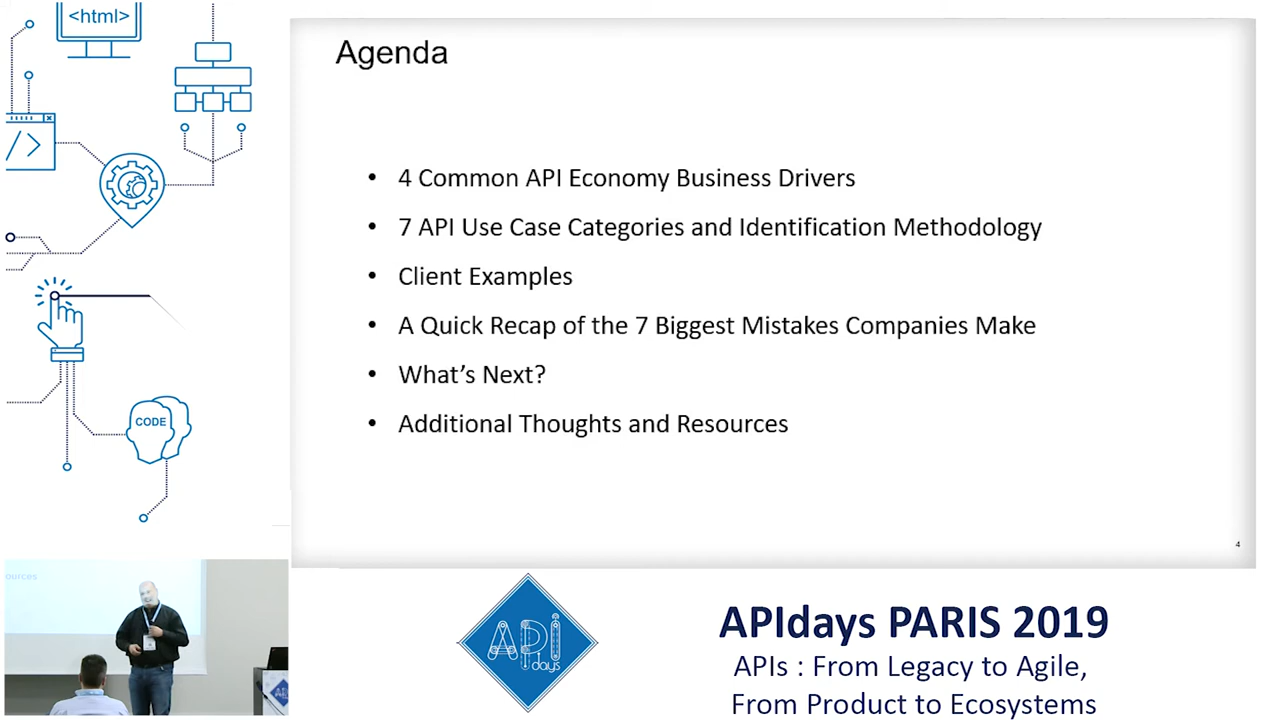 <html>
Agenda
</>
• 4 Common API Economy Business Drivers
• 7 API Use Case Categories and Identification Methodology
• Client Examples
• A Quick Recap of the 7 Biggest Mistakes Companies Make
• What's Next?
• Additional Thoughts and Resources
CODE
4
ources
API
days
APIdays PARIS 2019
APIs : From Legacy to Agile,
From Product to Ecosystems